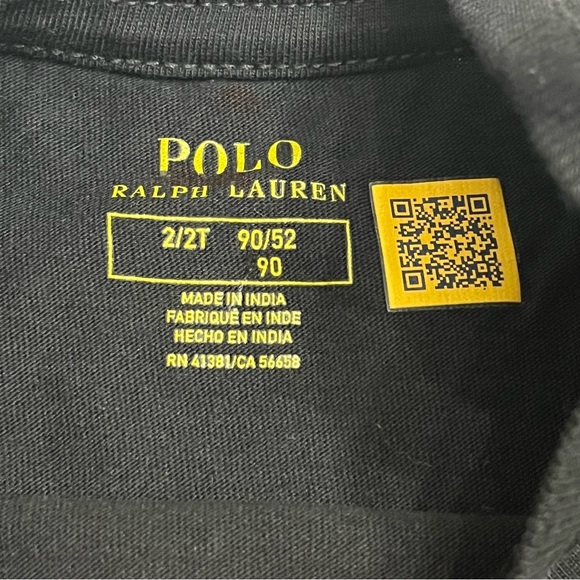 POLO
RALPH LAUREN
2/2T 90/52
90
MADE IN INDIA
FABRIQUÉ EN INDE
HECHO EN INDIA
RN 41381/CA 56658